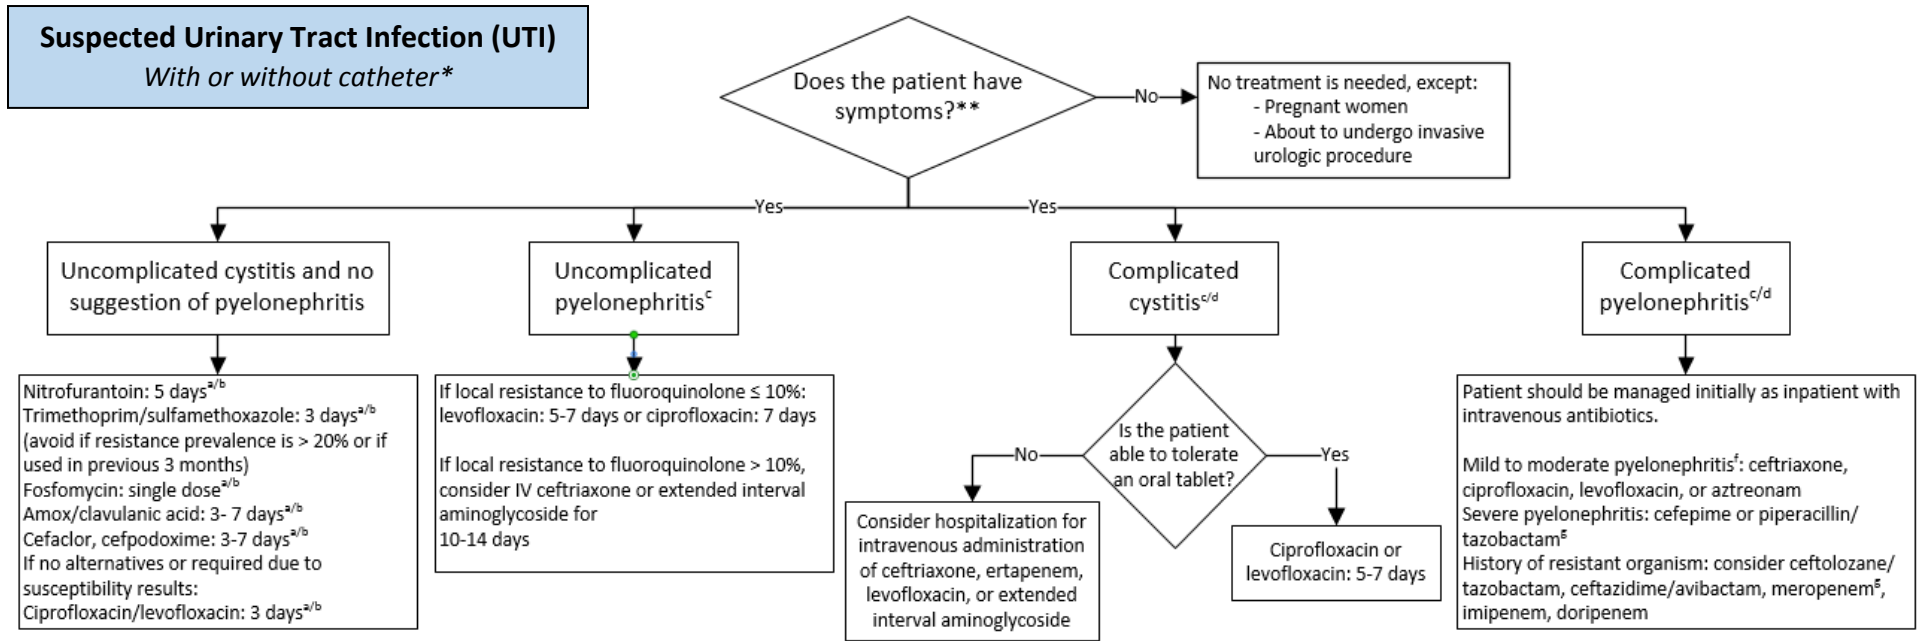 Suspected Urinary Tract Infection (UTI)
With or without catheter*
Does the patient have
symptoms?**
No
No treatment is needed, except:
- Pregnant women
- About to undergo invasive
urologic procedure
Yes
Yes
Uncomplicated cystitis and no
suggestion of pyelonephritis
Uncomplicated
pyelonephritisᶜ
Complicated
cystitisᶜ/ᵈ
Complicated
pyelonephritisᶜ/ᵈ
Nitrofurantoin: 5 daysᵃ/ᵇ
Trimethoprim/sulfamethoxazole: 3 daysᵃ/ᵇ
(avoid if resistance prevalence is > 20% or if
used in previous 3 months)
Fosfomycin: single doseᵃ/ᵇ
Amox/clavulanic acid: 3- 7 daysᵃ/ᵇ
Cefaclor, cefpodoxime: 3-7 daysᵃ/ᵇ
If no alternatives or required due to
susceptibility results:
Ciprofloxacin/levofloxacin: 3 daysᵃ/ᵇ
If local resistance to fluoroquinolone ≤ 10%:
levofloxacin: 5-7 days or ciprofloxacin: 7 days
If local resistance to fluoroquinolone > 10%,
consider IV ceftriaxone or extended interval
aminoglycoside for
10-14 days
Is the patient
able to tolerate
an oral tablet?
No
Yes
Consider hospitalization for
intravenous administration
of ceftriaxone, ertapenem,
levofloxacin, or extended
interval aminoglycoside
Ciprofloxacin or
levofloxacin: 5-7 days
Patient should be managed initially as inpatient with
intravenous antibiotics.
Mild to moderate pyelonephritisᶠ: ceftriaxone,
ciprofloxacin, levofloxacin, or aztreonam
Severe pyelonephritis: cefepime or piperacillin/
tazobactamᵍ
History of resistant organism: consider ceftolozane/
tazobactam, ceftazidime/avibactam, meropenemᵍ,
imipenem, doripenem